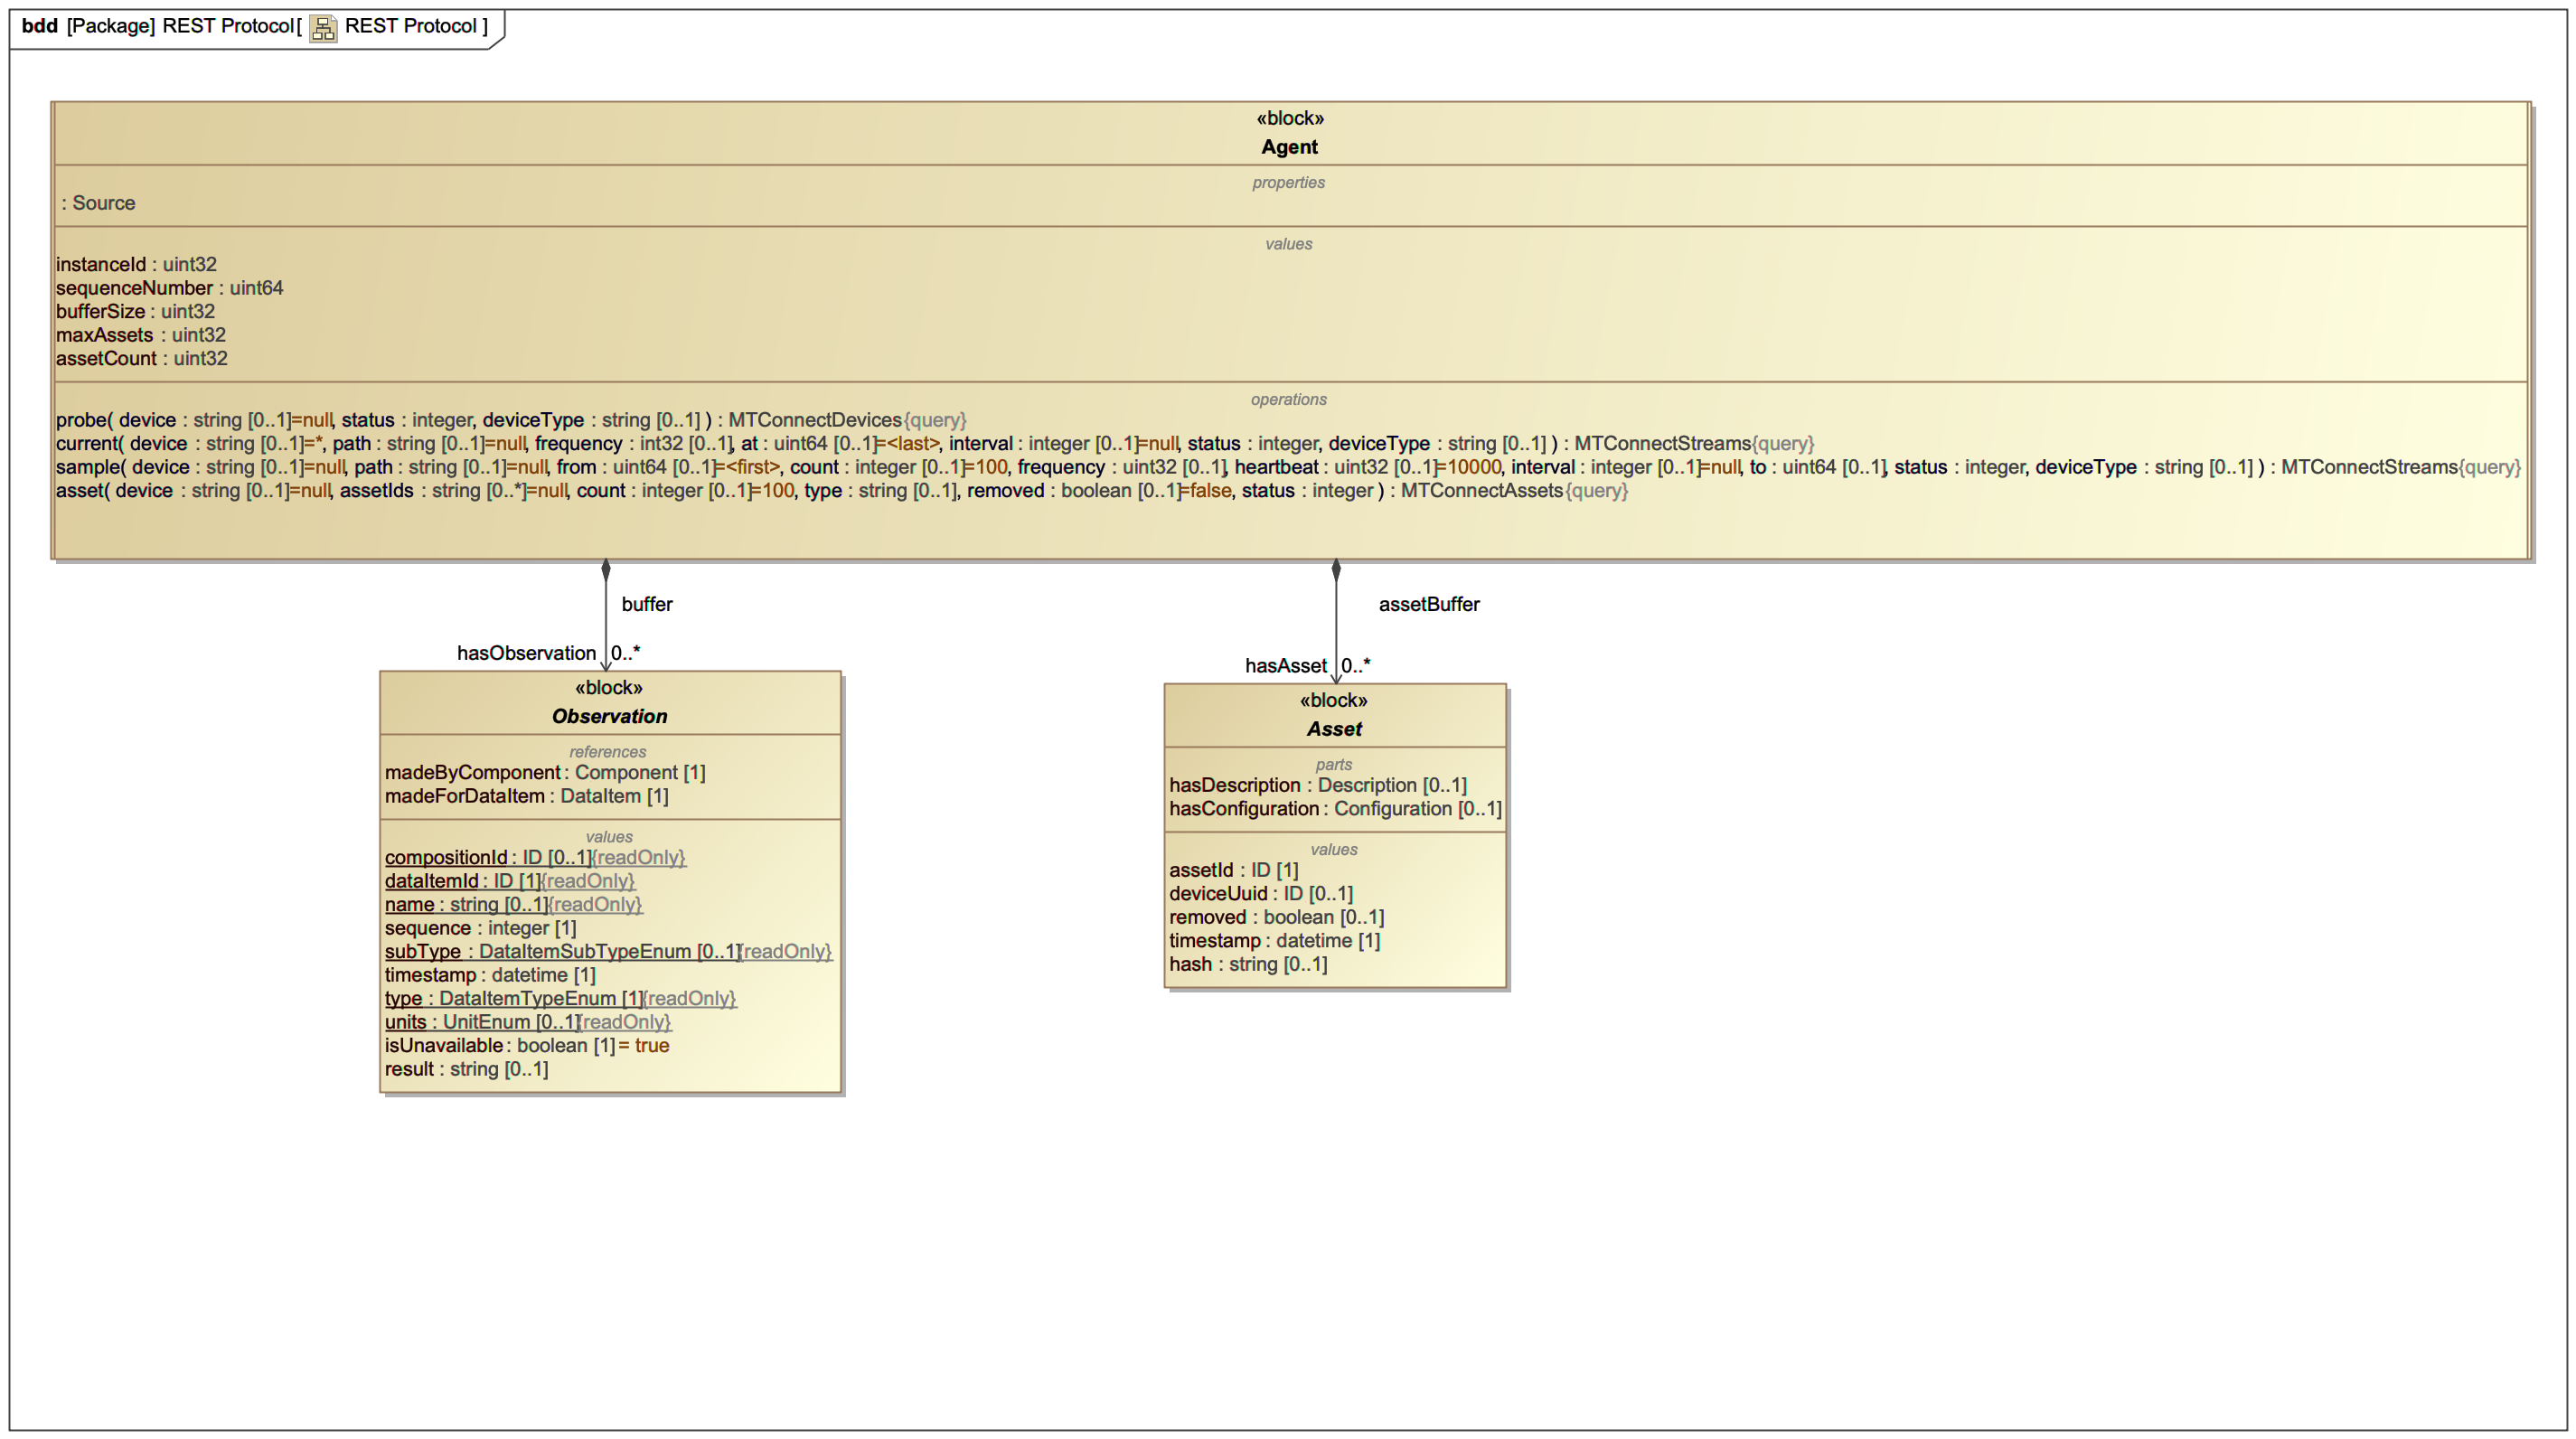 bdd [Package] REST Protocol[ REST Protocol ]
«block»
Agent
properties
: Source
values
instanceId : uint32
sequenceNumber : uint64
bufferSize : uint32
maxAssets : uint32
assetCount : uint32
operations
probe( device : string [0..1]=null, status : integer, deviceType : string [0..1] ) : MTConnectDevices{query}
current( device : string [0..1]=*, path : string [0..1]=null, frequency : int32 [0..1], at : uint64 [0..1]=<last>, interval : integer [0..1]=null, status : integer, deviceType : string [0..1] ) : MTConnectStreams{query}
sample( device : string [0..1]=null, path : string [0..1]=null, from : uint64 [0..1]=<first>, count : integer [0..1]=100, frequency : uint32 [0..1], heartbeat : uint32 [0..1]=10000, interval : integer [0..1]=null, to : uint64 [0..1], status : integer, deviceType : string [0..1] ) : MTConnectStreams{query}
asset( device : string [0..1]=null, assetIds : string [0..*]=null, count : integer [0..1]=100, type : string [0..1], removed : boolean [0..1]=false, status : integer ) : MTConnectAssets{query}
buffer
hasObservation 0..*
«block»
Observation
references
madeByComponent : Component [1]
madeForDataItem : DataItem [1]
values
compositionId : ID [0..1]{readOnly}
dataItemId : ID [1]{readOnly}
name : string [0..1]{readOnly}
sequence : integer [1]
subType : DataItemSubTypeEnum [0..1]{readOnly}
timestamp : datetime [1]
type : DataItemTypeEnum [1]{readOnly}
units : UnitEnum [0..1]{readOnly}
isUnavailable : boolean [1] = true
result : string [0..1]
assetBuffer
hasAsset 0..*
«block»
Asset
parts
hasDescription : Description [0..1]
hasConfiguration : Configuration [0..1]
values
assetId : ID [1]
deviceUuid : ID [0..1]
removed : boolean [0..1]
timestamp : datetime [1]
hash : string [0..1]